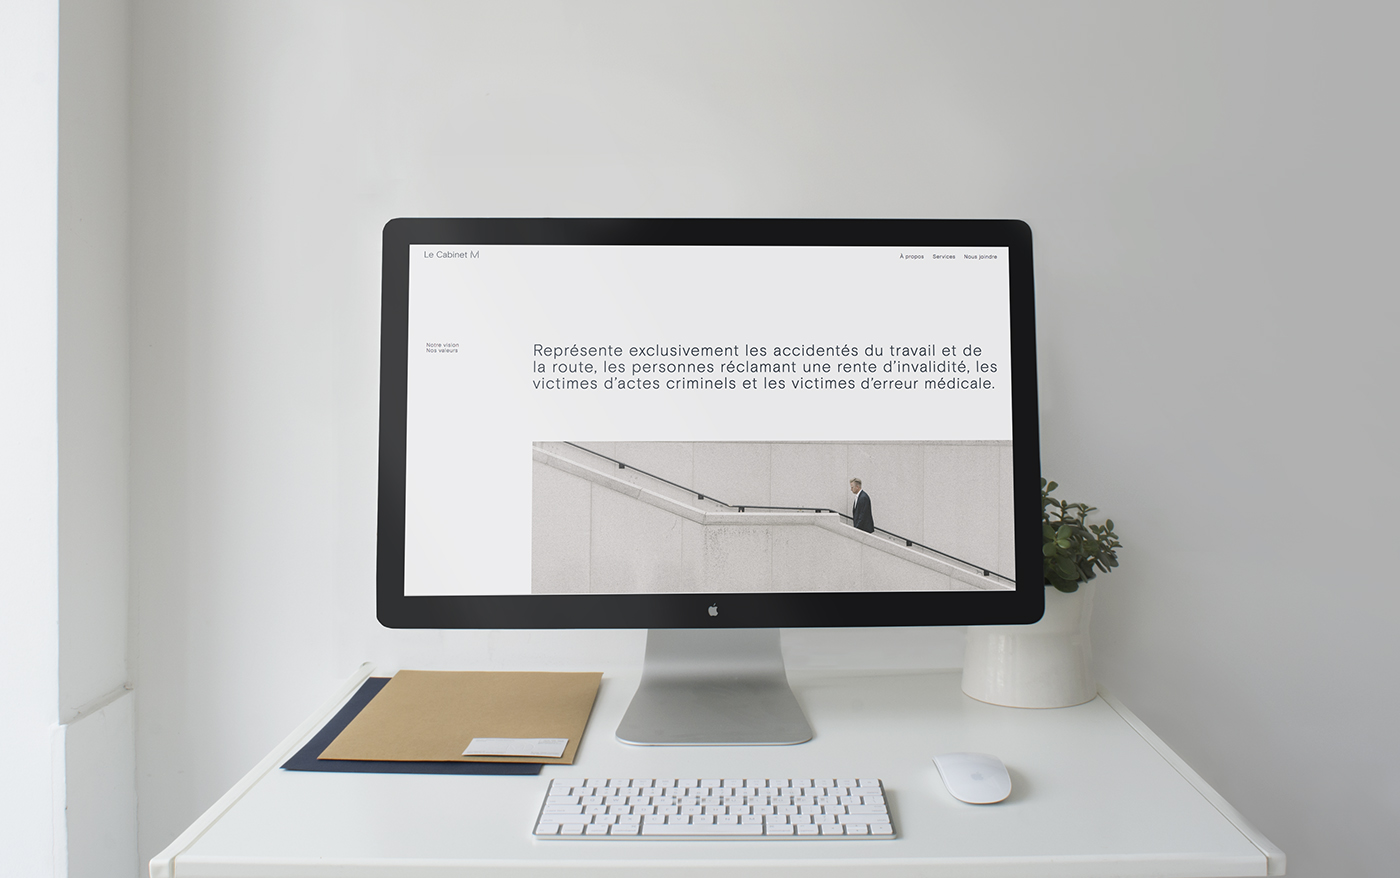 Le Cabinet M
À propos Services Nous joindre
Notre vision
Nos valeurs
Représente exclusivement les accidentés du travail et de
la route, les personnes réclamant une rente d'invalidité, les
victimes d'actes criminels et les victimes d'erreur médicale.